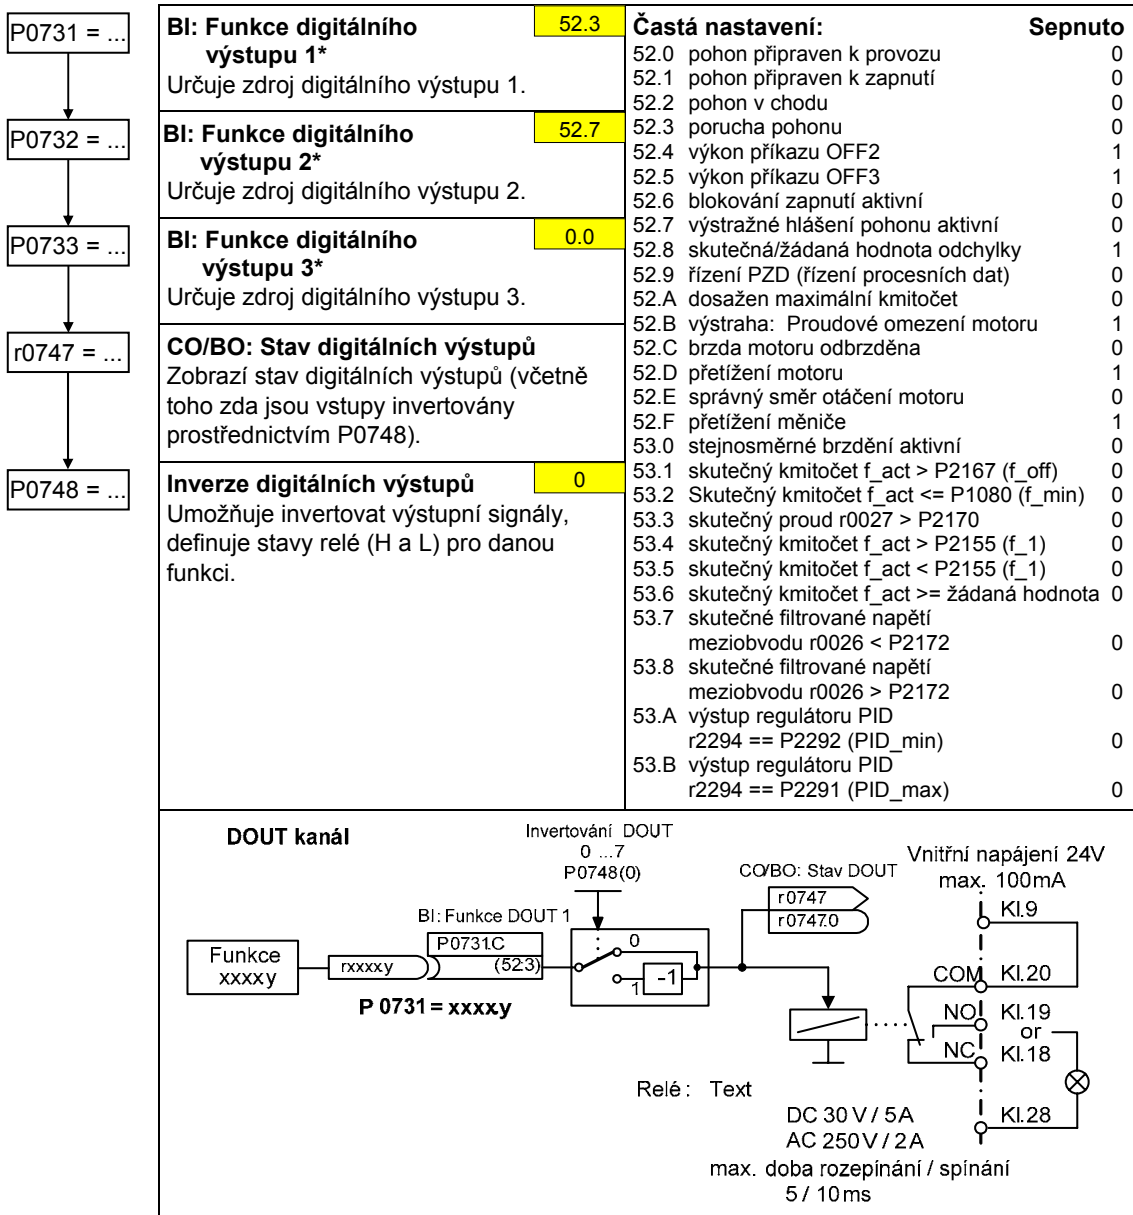 P0731 = ...
P0732 = ...
P0733 = ...
r0747 = ...
P0748 = ...
BI: Funkce digitálního
výstupu 1*
52.3
Určuje zdroj digitálního výstupu 1.
BI: Funkce digitálního
výstupu 2*
52.7
Určuje zdroj digitálního výstupu 2.
BI: Funkce digitálního
výstupu 3*
0.0
Určuje zdroj digitálního výstupu 3.
CO/BO: Stav digitálních výstupů
Zobrazí stav digitálních výstupů (včetně
toho zda jsou vstupy invertovány
prostřednictvím P0748).
Inverze digitálních výstupů
0
Umožňuje invertovat výstupní signály,
definuje stavy relé (H a L) pro danou
funkci.
Častá nastavení: Sepnuto
52.0 pohon připraven k provozu 0
52.1 pohon připraven k zapnutí 0
52.2 pohon v chodu 0
52.3 porucha pohonu 0
52.4 výkon příkazu OFF2 1
52.5 výkon příkazu OFF3 1
52.6 blokování zapnutí aktivní 0
52.7 výstražné hlášení pohonu aktivní 0
52.8 skutečná/žádaná hodnota odchylky 1
52.9 řízení PZD (řízení procesních dat) 0
52.A dosažen maximální kmitočet 0
52.B výstraha: Proudové omezení motoru 1
52.C brzda motoru odbrzděna 0
52.D přetížení motoru 1
52.E správný směr otáčení motoru 0
52.F přetížení měniče 1
53.0 stejnosměrné brzdění aktivní 0
53.1 skutečný kmitočet f_act > P2167 (f_off) 0
53.2 Skutečný kmitočet f_act <= P1080 (f_min) 0
53.3 skutečný proud r0027 > P2170 0
53.4 skutečný kmitočet f_act > P2155 (f_1) 0
53.5 skutečný kmitočet f_act < P2155 (f_1) 0
53.6 skutečný kmitočet f_act >= žádaná hodnota 0
53.7 skutečné filtrované napětí
meziobvodu r0026 < P2172 0
53.8 skutečné filtrované napětí
meziobvodu r0026 > P2172 0
53.A výstup regulátoru PID
r2294 == P2292 (PID_min) 0
53.B výstup regulátoru PID
r2294 == P2291 (PID_max) 0
DOUT kanál
Invertování DOUT
0 ...7
P0748(0)
BI: Funkce DOUT 1
P0731.C
(52:3)
Funkce
xxxx.y
rxxxx.y
P 0731 = xxxx.y
0
1
-1
CO/BO: Stav DOUT
r0747
r0747.0
Vnitřní napájení 24V
max. 100mA
Kl.9
COM Kl.20
NO Kl.19
or
NC Kl.18
Kl.28
Relé : Text
DC 30 V / 5 A
AC 250 V / 2 A
max. doba rozepínání / spínání
5 / 10 ms